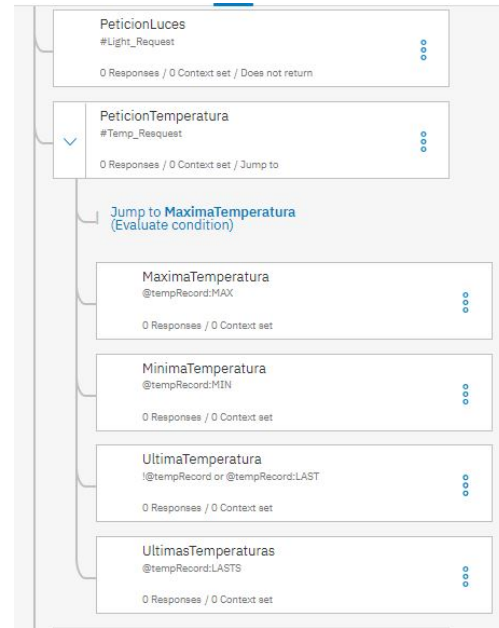 PeticionLuces
#Light_Request
0 Responses / 0 Context set / Does not return
PeticionTemperatura
#Temp_Resquest
0 Responses / 0 Context set / Jump to
Jump to MaximaTemperatura
(Evaluate condition)
MaximaTemperatura
@tempRecord:MAX
0 Responses / 0 Context set
MinimaTemperatura
@tempRecord:MIN
0 Responses / 0 Context set
UltimaTemperatura
!@tempRecord or @tempRecord:LAST
0 Responses / 0 Context set
UltimasTemperaturas
@tempRecord:LASTS
0 Responses / 0 Context set